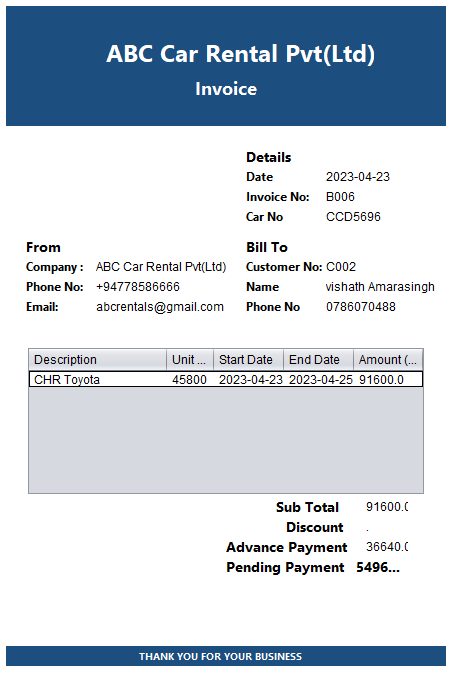 ABC Car Rental Pvt(Ltd)
Invoice
Details
Date 2023-04-23
Invoice No: B006
Car No CCD5696
From Bill To
Company : ABC Car Rental Pvt(Ltd) Customer No: C002
Phone No: +94778586666 Name vishath Amarasingh
Email: abcrentals@gmail.com Phone No 0786070488
Description Unit ... Start Date End Date Amount (...
CHR Toyota 45800 2023-04-23 2023-04-25 91600.0
Sub Total 91600.0
Discount .
Advance Payment 36640.0
Pending Payment 5496...
THANK YOU FOR YOUR BUSINESS